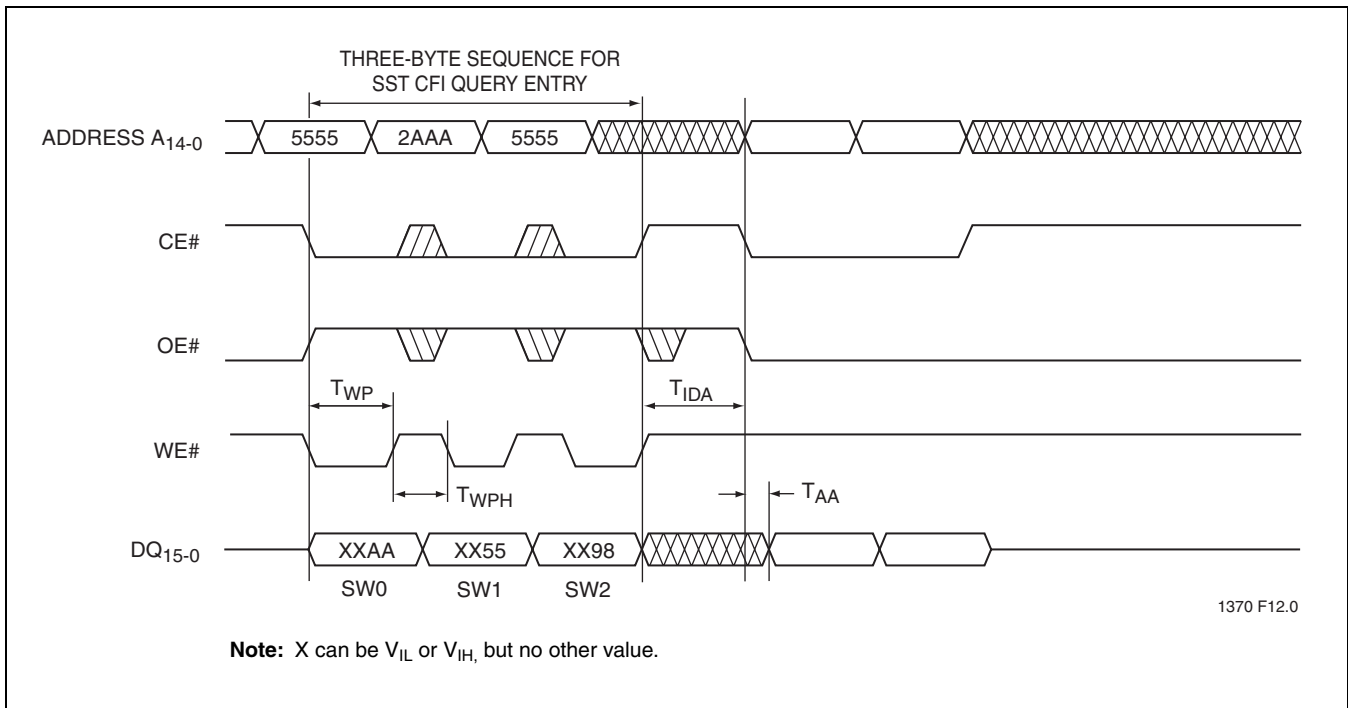 THREE-BYTE SEQUENCE FOR
SST CFI QUERY ENTRY
ADDRESS A14-0
5555 2AAA 5555
CE#
OE#
TWP TIDA
WE#
TWPH TAA
DQ15-0
XXAA XX55 XX98
SW0 SW1 SW2
1370 F12.0
Note: X can be VIL or VIH, but no other value.